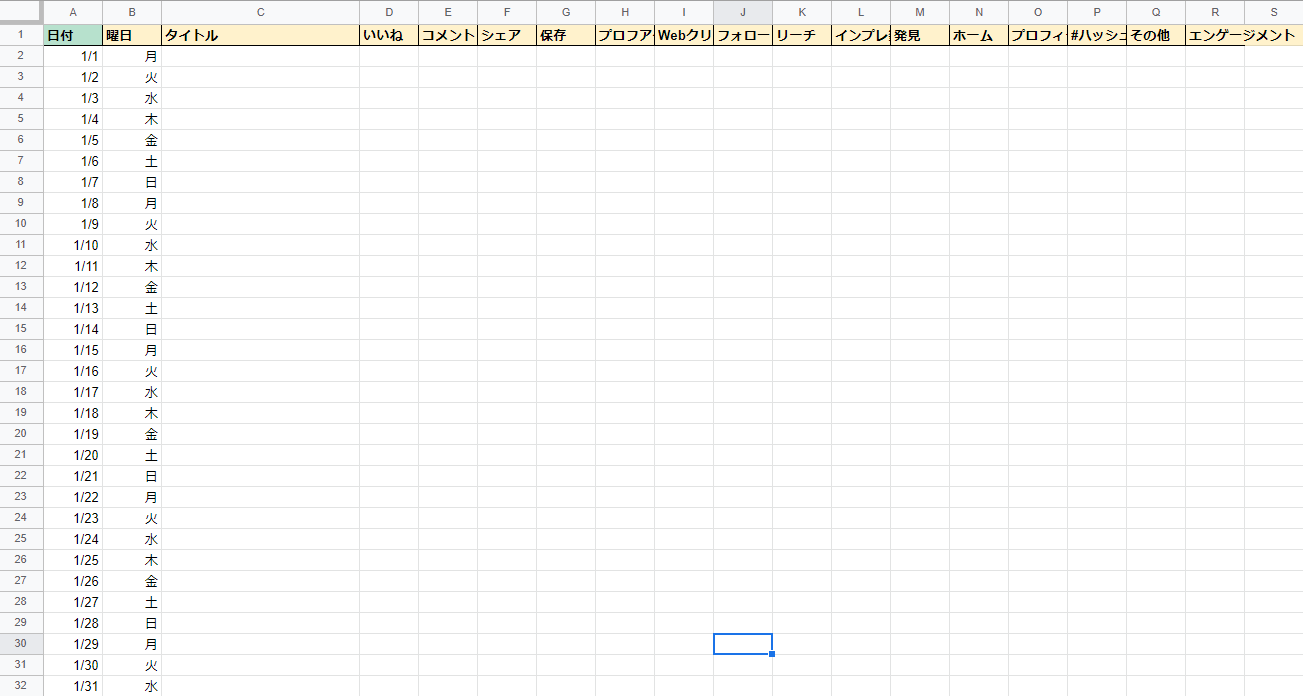 A B C D E F G H I J K L M N O P Q R S
1 日付 曜日 タイトル いいね コメント シェア 保存 プロフア Webクリ フォロー リーチ インプレ 発見 ホーム プロフィ #ハッシュ その他 エンゲージメント
2 1/1 月
3 1/2 火
4 1/3 水
5 1/4 木
6 1/5 金
7 1/6 土
8 1/7 日
9 1/8 月
10 1/9 火
11 1/10 水
12 1/11 木
13 1/12 金
14 1/13 土
15 1/14 日
16 1/15 月
17 1/16 火
18 1/17 水
19 1/18 木
20 1/19 金
21 1/20 土
22 1/21 日
23 1/22 月
24 1/23 火
25 1/24 水
26 1/25 木
27 1/26 金
28 1/27 土
29 1/28 日
30 1/29 月
31 1/30 火
32 1/31 水